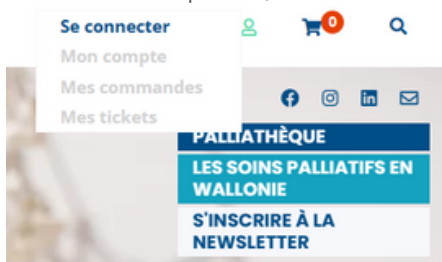 Se connecter
0
Mon compte
Mes commandes
Mes tickets
PALLIATHÈQUE
LES SOINS PALLIATIFS EN
WALLONIE
S'INSCRIRE À LA
NEWSLETTER